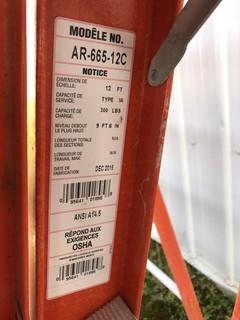 MODÈLE NO.
AR-665-12C
NOTICE
DIMENSION DE
ÉCHELLE: 12 FT
CAPACITÉ DE
SERVICE: TYPE IA
CAPACITÉ DE
CHARGE: 300 LBS
NIVEAU DEBOUT
LE PLUS HAUT: 9 FT 6 IN
LONGUEUR TOTALE
DES SECTIONS: N/A
LONGUEUR DE
TRAVAIL MAX. N/A
DATE DE
FABRICATION: DEC 2015
ANSI A14.5
RÉPOND AUX
EXIGENCES
OSHA